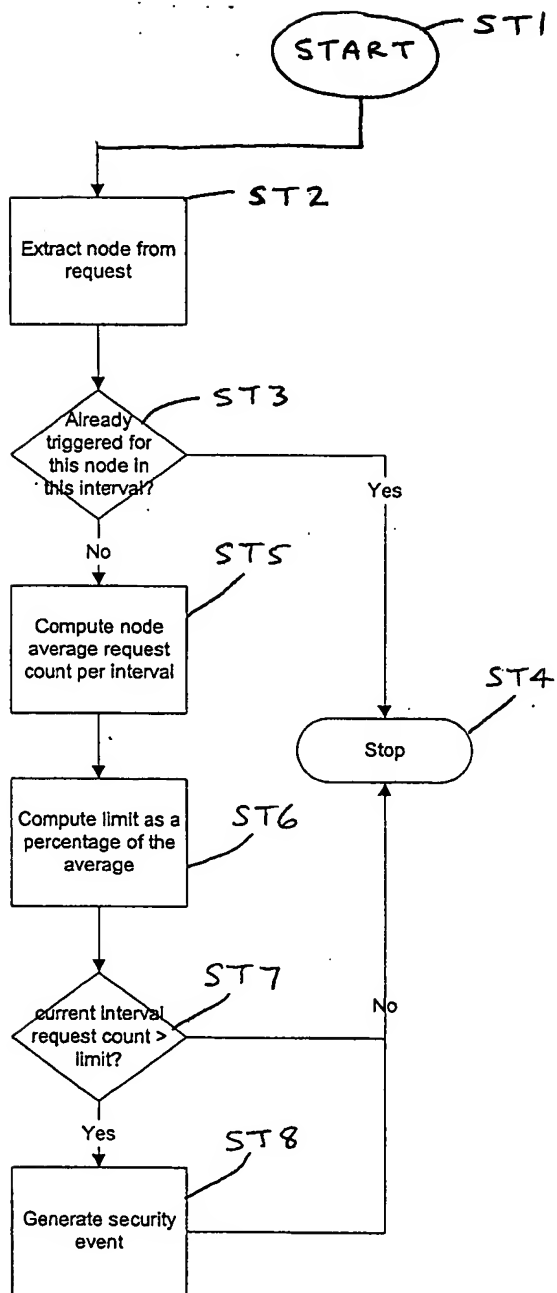 ST1
START
ST2
Extract node from
request
ST3
Already
triggered for
this node in
this interval?
Yes
No
ST5
Compute node
average request
count per interval
ST4
Stop
Compute limit as a
percentage of the
average
ST6
ST7
current interval
request count >
limit?
No
Yes
ST8
Generate security
event